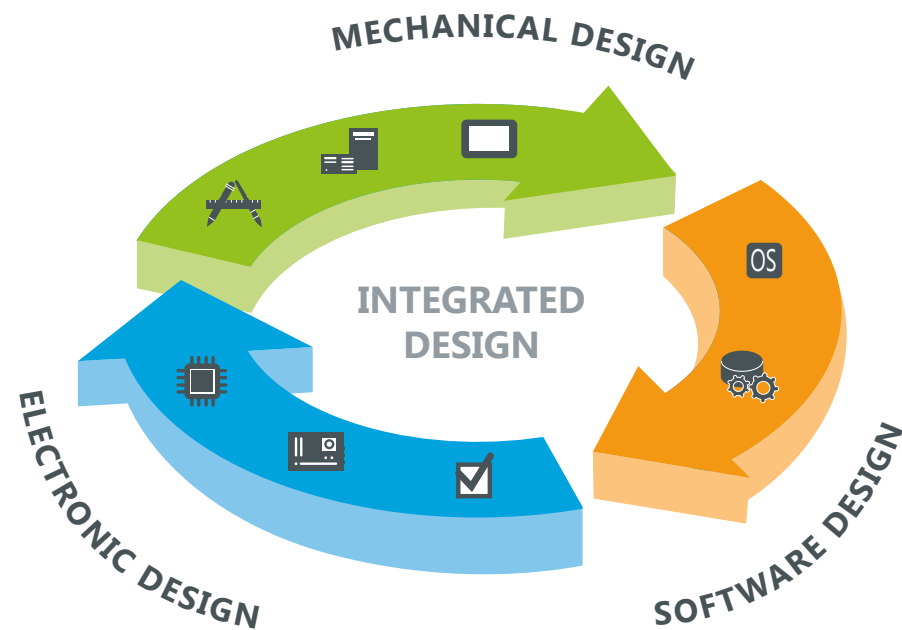 MECHANICAL DESIGN
OS
INTEGRATED
DESIGN
ELECTRONIC DESIGN
SOFTWARE DESIGN